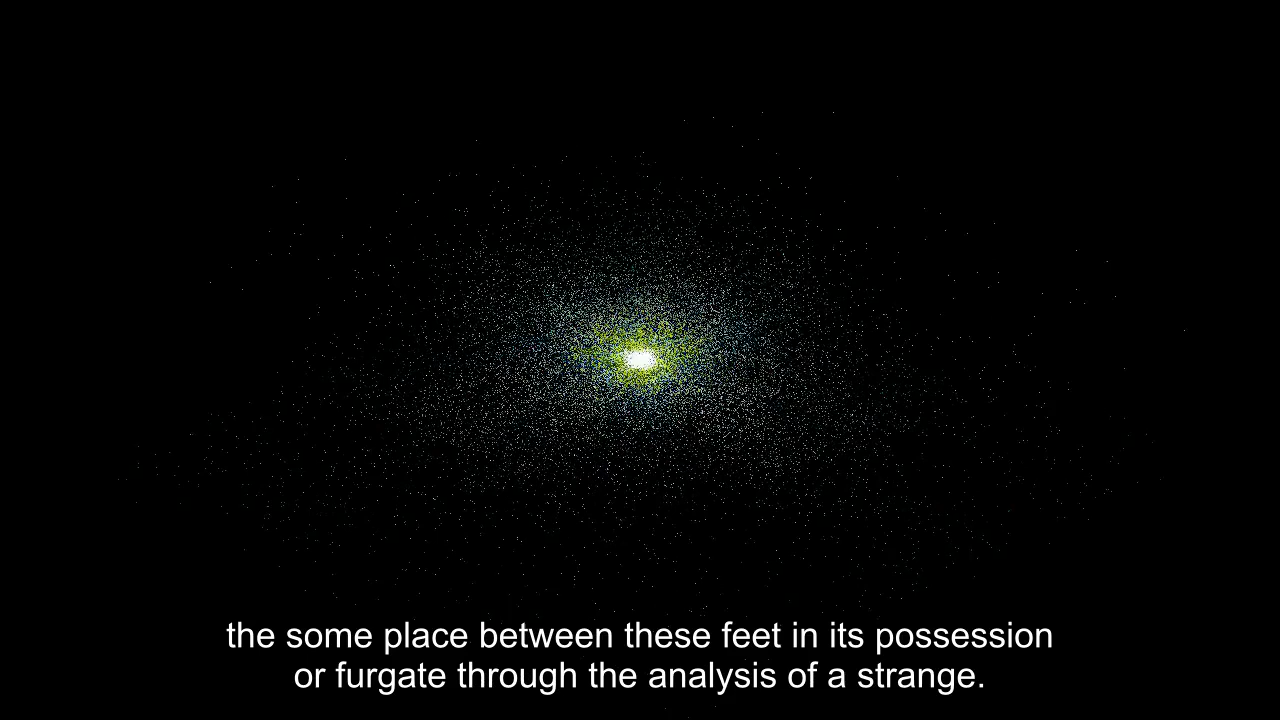 the some place between these feet in its possession
or furgate through the analysis of a strange.